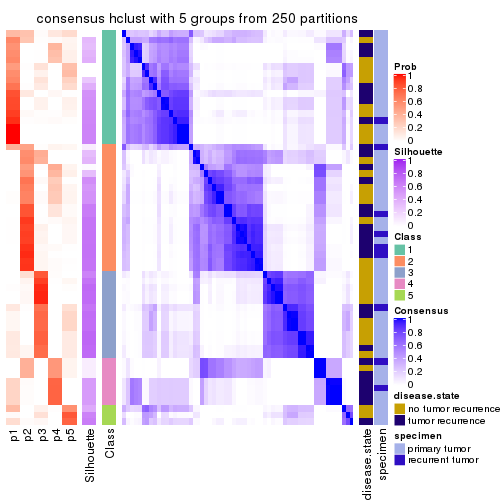 consensus hclust with 5 groups from 250 partitions
Prob
1
0.8
0.6
0.4
0.2
0
Silhouette
1
0.8
0.6
0.4
0.2
0
Class
1
2
3
4
5
Consensus
1
0.8
0.6
0.4
0.2
0
disease.state
no tumor recurrence
tumor recurrence
specimen
primary tumor
recurrent tumor
p1
p2
p3
p4
p5
Silhouette
Class
disease.state
specimen